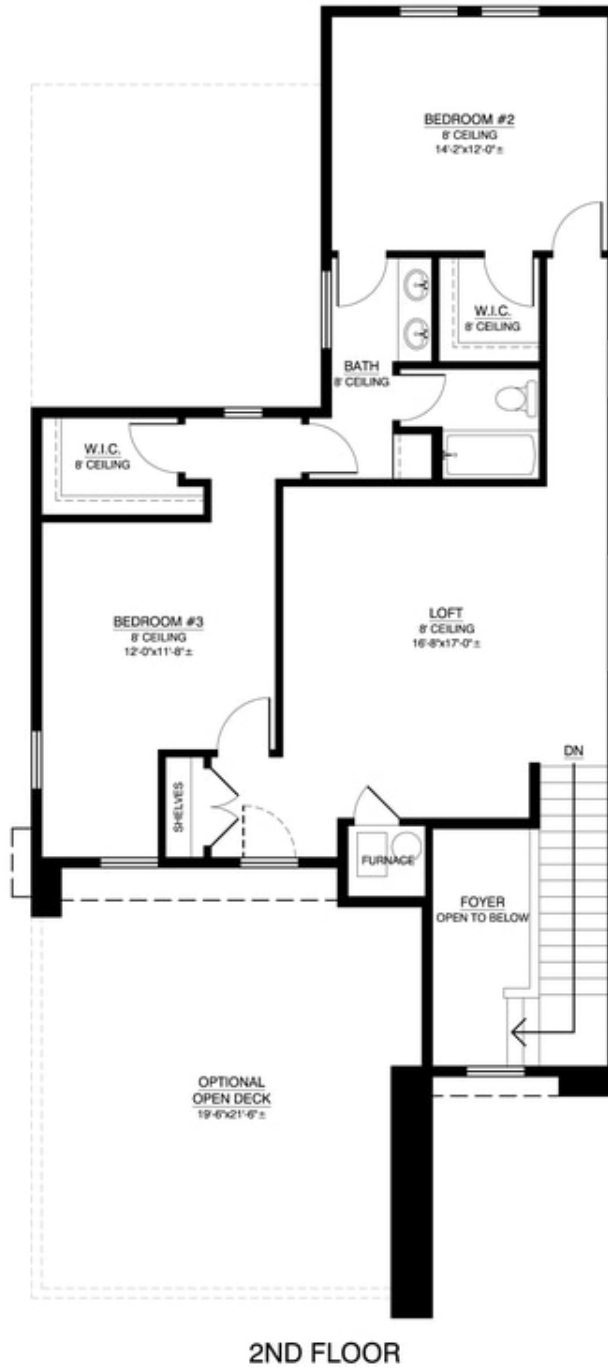 BEDROOM #2
8' CEILING
14'-2"x12'-0"±
W.I.C.
8' CEILING
BATH
8' CEILING
W.I.C.
8' CEILING
BEDROOM #3
8' CEILING
12'-0"x11'-8"±
LOFT
8' CEILING
16'-8"x17'-0"±
DN
SHELVES
FURNACE
FOYER
OPEN TO BELOW
OPTIONAL
OPEN DECK
19'-6"x21'-6"±
2ND FLOOR